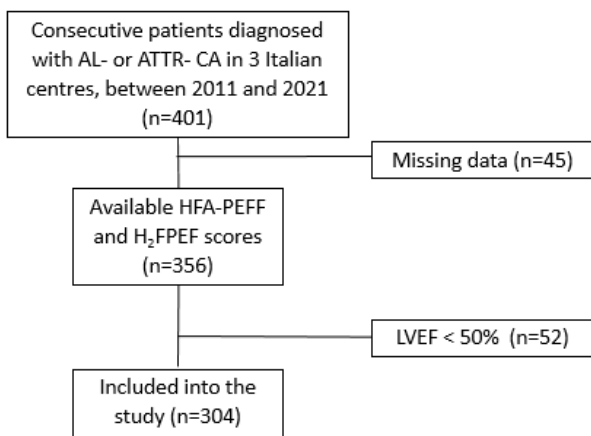 Consecutive patients diagnosed
with AL- or ATTR- CA in 3 Italian
centres, between 2011 and 2021
(n=401)
Missing data (n=45)
Available HFA-PEFF
and H₂FPEF scores
(n=356)
LVEF < 50% (n=52)
Included into the
study (n=304)